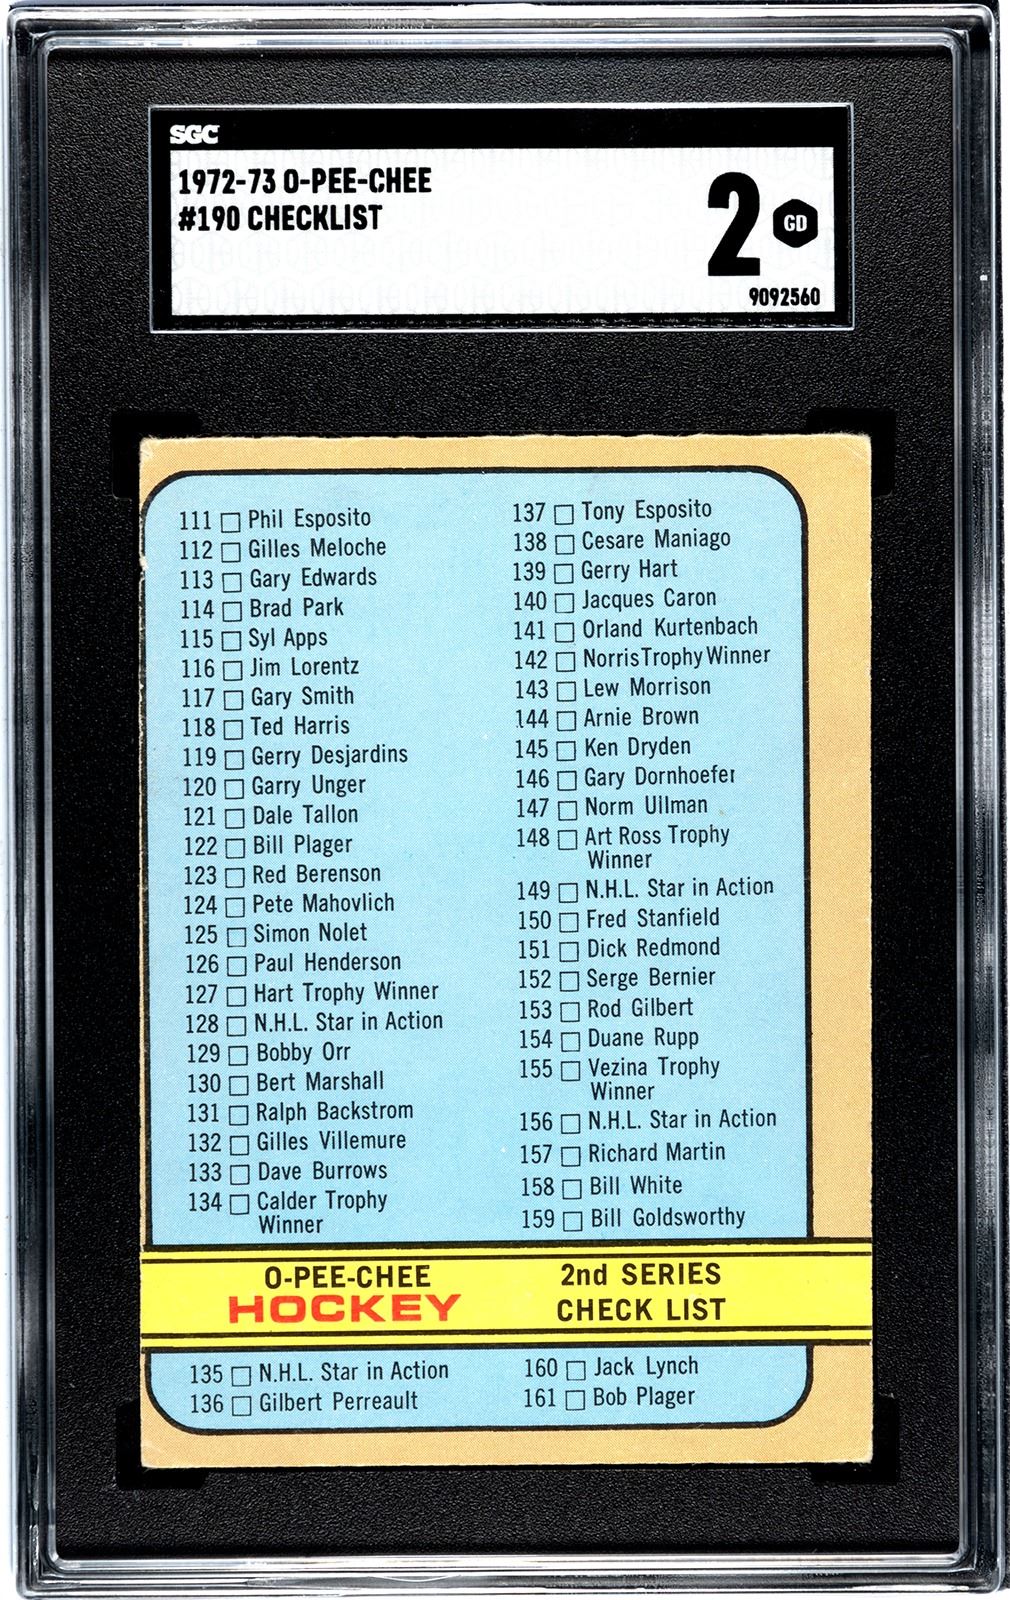 SGC
1972-73 O-PEE-CHEE
#190 CHECKLIST
2 GD
9092560
111 Phil Esposito
112 Gilles Meloche
113 Gary Edwards
114 Brad Park
115 Syl Apps
116 Jim Lorentz
117 Gary Smith
118 Ted Harris
119 Gerry Desjardins
120 Garry Unger
121 Dale Tallon
122 Bill Plager
123 Red Berenson
124 Pete Mahovlich
125 Simon Nolet
126 Paul Henderson
127 Hart Trophy Winner
128 N.H.L. Star in Action
129 Bobby Orr
130 Bert Marshall
131 Ralph Backstrom
132 Gilles Villemure
133 Dave Burrows
134 Calder Trophy
Winner
137 Tony Esposito
138 Cesare Maniago
139 Gerry Hart
140 Jacques Caron
141 Orland Kurtenbach
142 Norris Trophy Winner
143 Lew Morrison
144 Arnie Brown
145 Ken Dryden
146 Gary Dornhoefer
147 Norm Ullman
148 Art Ross Trophy
Winner
149 N.H.L. Star in Action
150 Fred Stanfield
151 Dick Redmond
152 Serge Bernier
153 Rod Gilbert
154 Duane Rupp
155 Vezina Trophy
Winner
156 N.H.L. Star in Action
157 Richard Martin
158 Bill White
159 Bill Goldsworthy
O-PEE-CHEE
HOCKEY
2nd SERIES
CHECK LIST
135 N.H.L. Star in Action
136 Gilbert Perreault
160 Jack Lynch
161 Bob Plager